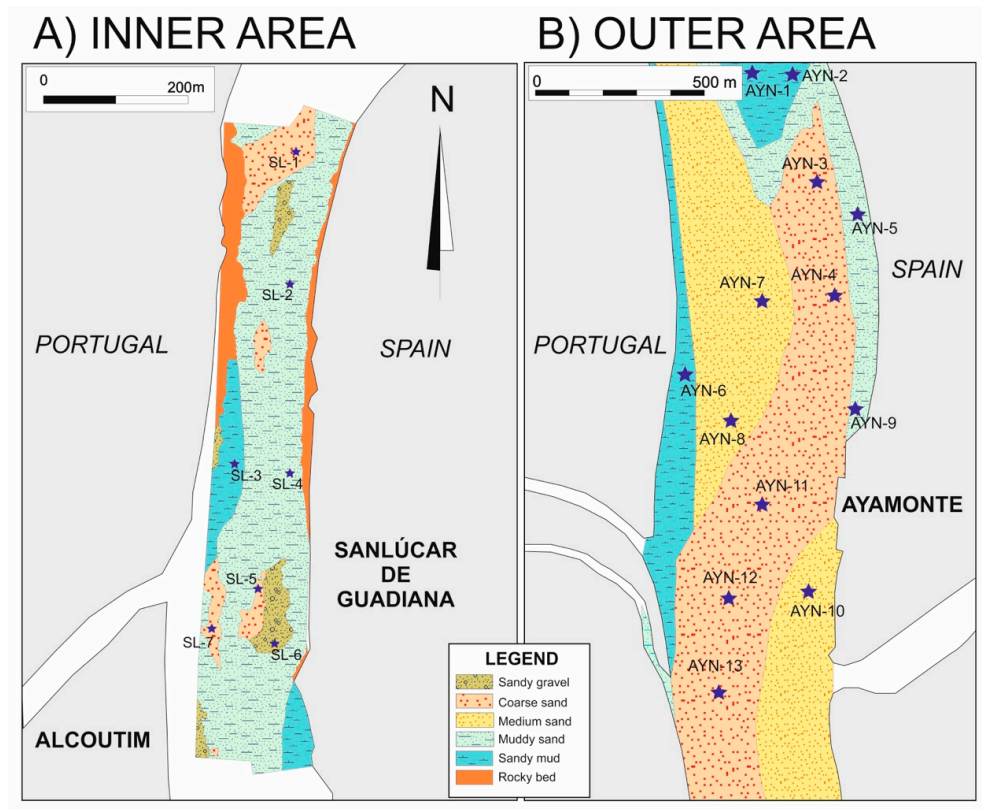 A) INNER AREA
0 200m
N
SL-1
SL-2
PORTUGAL
SPAIN
SL-3
SL-4
SANLÚCAR
DE
GUADIANA
SL-5
SL-7
SL-6
ALCOUTIM
LEGEND
Sandy gravel
Coarse sand
Medium sand
Muddy sand
Sandy mud
Rocky bed
B) OUTER AREA
0 500 m
AYN-1
AYN-2
AYN-3
AYN-5
SPAIN
AYN-4
AYN-7
PORTUGAL
AYN-6
AYN-8
AYN-9
AYN-11
AYAMONTE
AYN-12
AYN-10
AYN-13